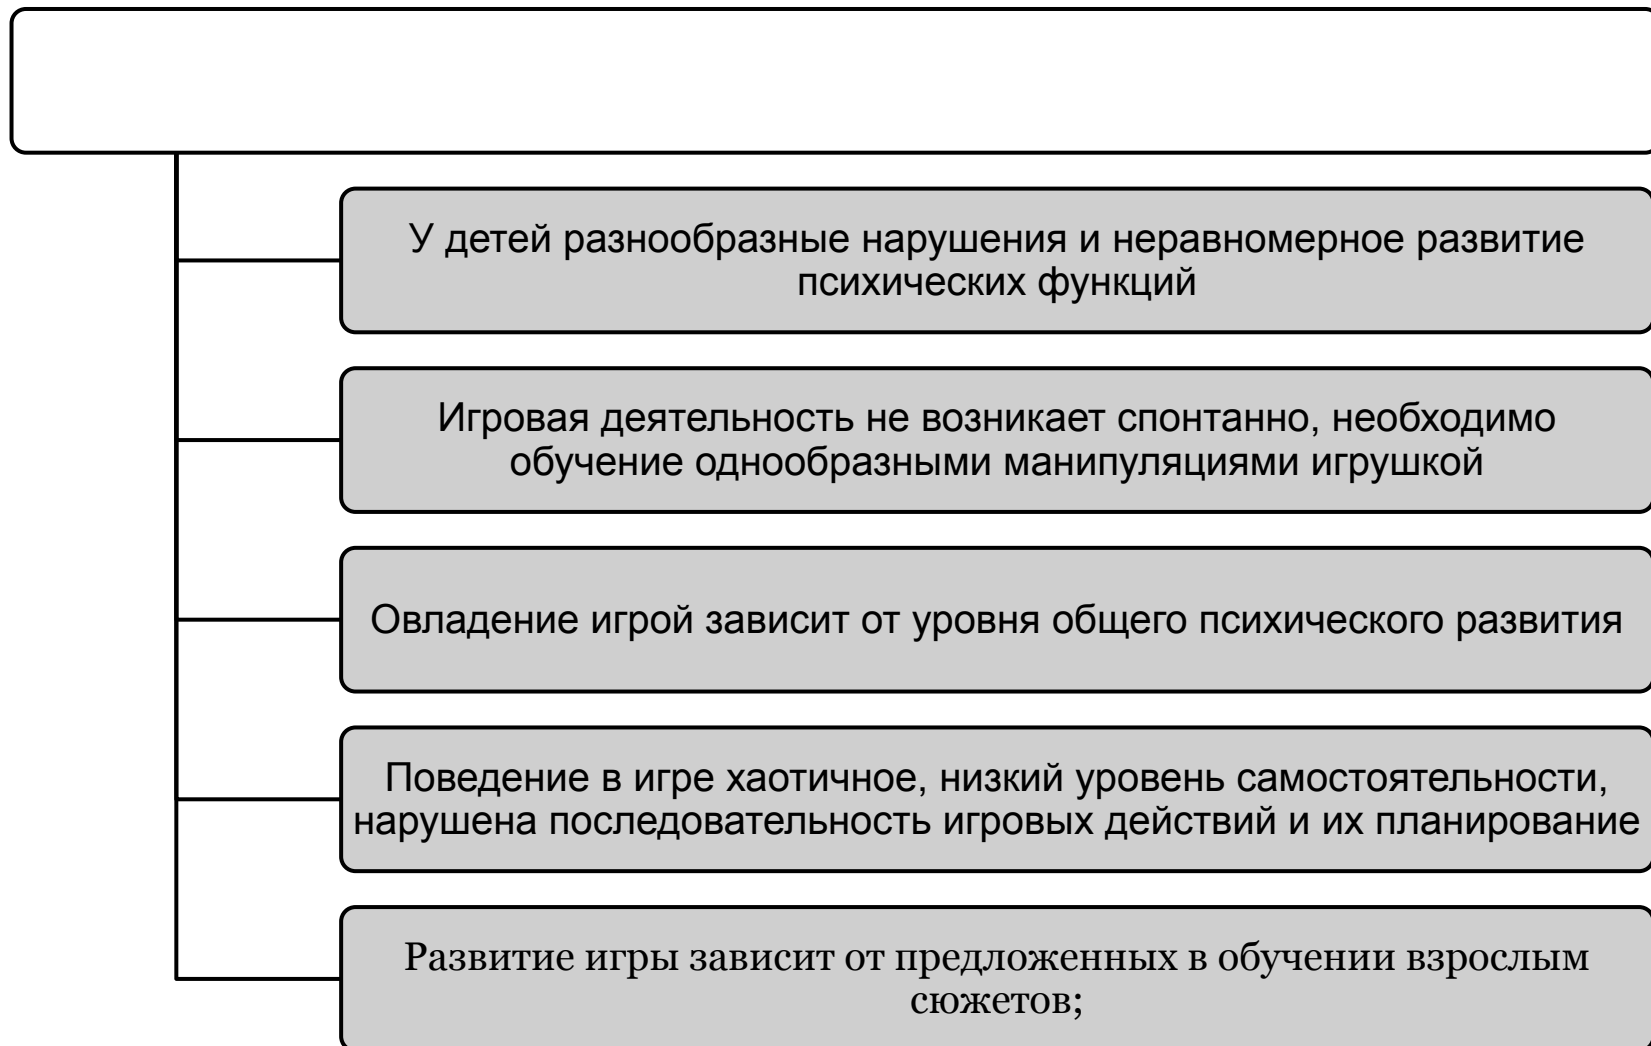 У детей разнообразные нарушения и неравномерное развитие
психических функций
Игровая деятельность не возникает спонтанно, необходимо
обучение однообразными манипуляциями игрушкой
Овладение игрой зависит от уровня общего психического развития
Поведение в игре хаотичное, низкий уровень самостоятельности,
нарушена последовательность игровых действий и их планирование
Развитие игры зависит от предложенных в обучении взрослым
сюжетов;